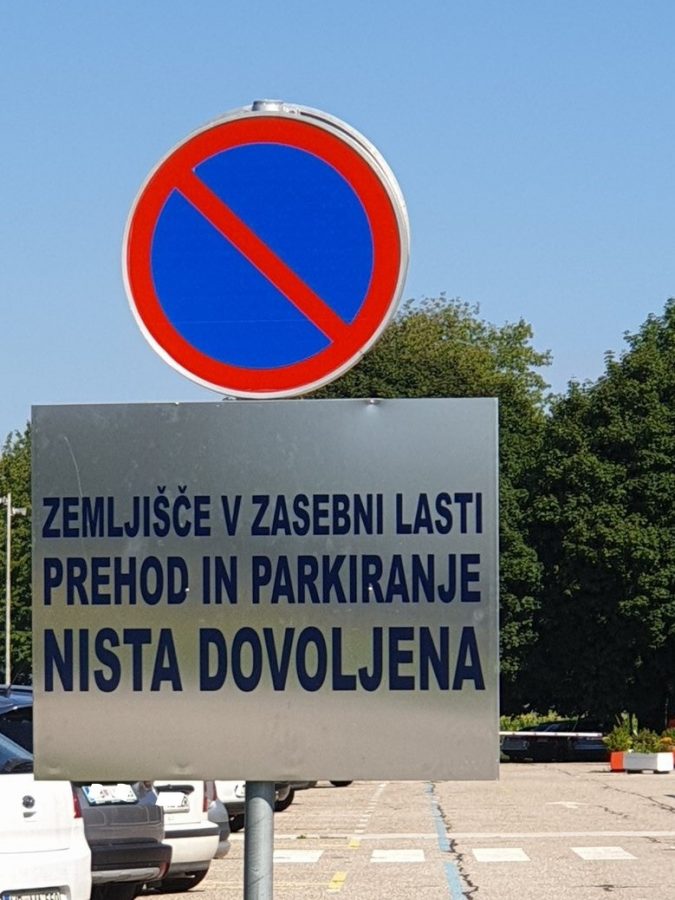 ZEMLJIŠČE V ZASEBNI LASTI
PREHOD IN PARKIRANJE
NISTA DOVOLJENA